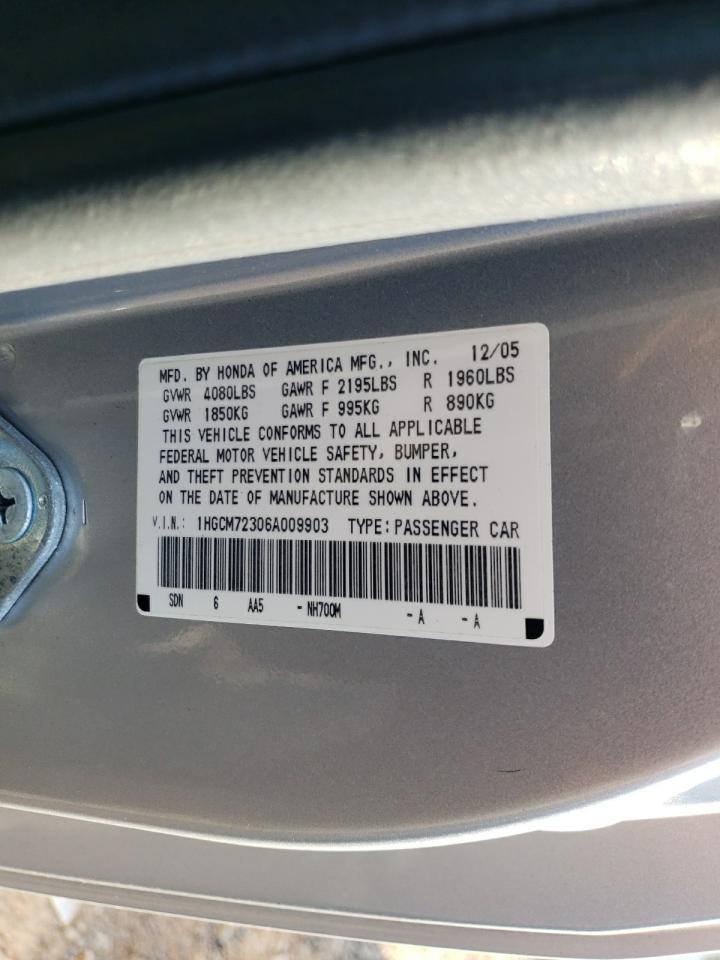 MFD. BY HONDA OF AMERICA MFG., INC. 12/05
GVWR 4080LBS GAWR F 2195LBS R 1960LBS
GVWR 1850KG GAWR F 995KG R 890KG
THIS VEHICLE CONFORMS TO ALL APPLICABLE
FEDERAL MOTOR VEHICLE SAFETY, BUMPER,
AND THEFT PREVENTION STANDARDS IN EFFECT
ON THE DATE OF MANUFACTURE SHOWN ABOVE.
V.I.N.: 1HGCM72306A009903 TYPE: PASSENGER CAR
SDN 6 AA5 -NH700M -A -A